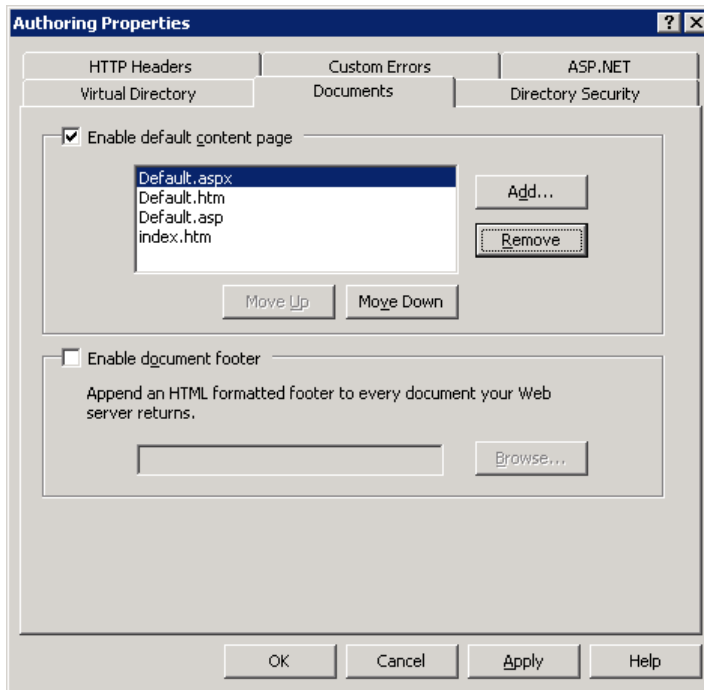 Authoring Properties
HTTP Headers
Custom Errors
ASP.NET
Virtual Directory
Documents
Directory Security
Enable default content page
Default.aspx
Default.htm
Default.asp
index.htm
Add...
Remove
Move Up
Move Down
Enable document footer
Append an HTML formatted footer to every document your Web
server returns.
Browse...
OK
Cancel
Apply
Help